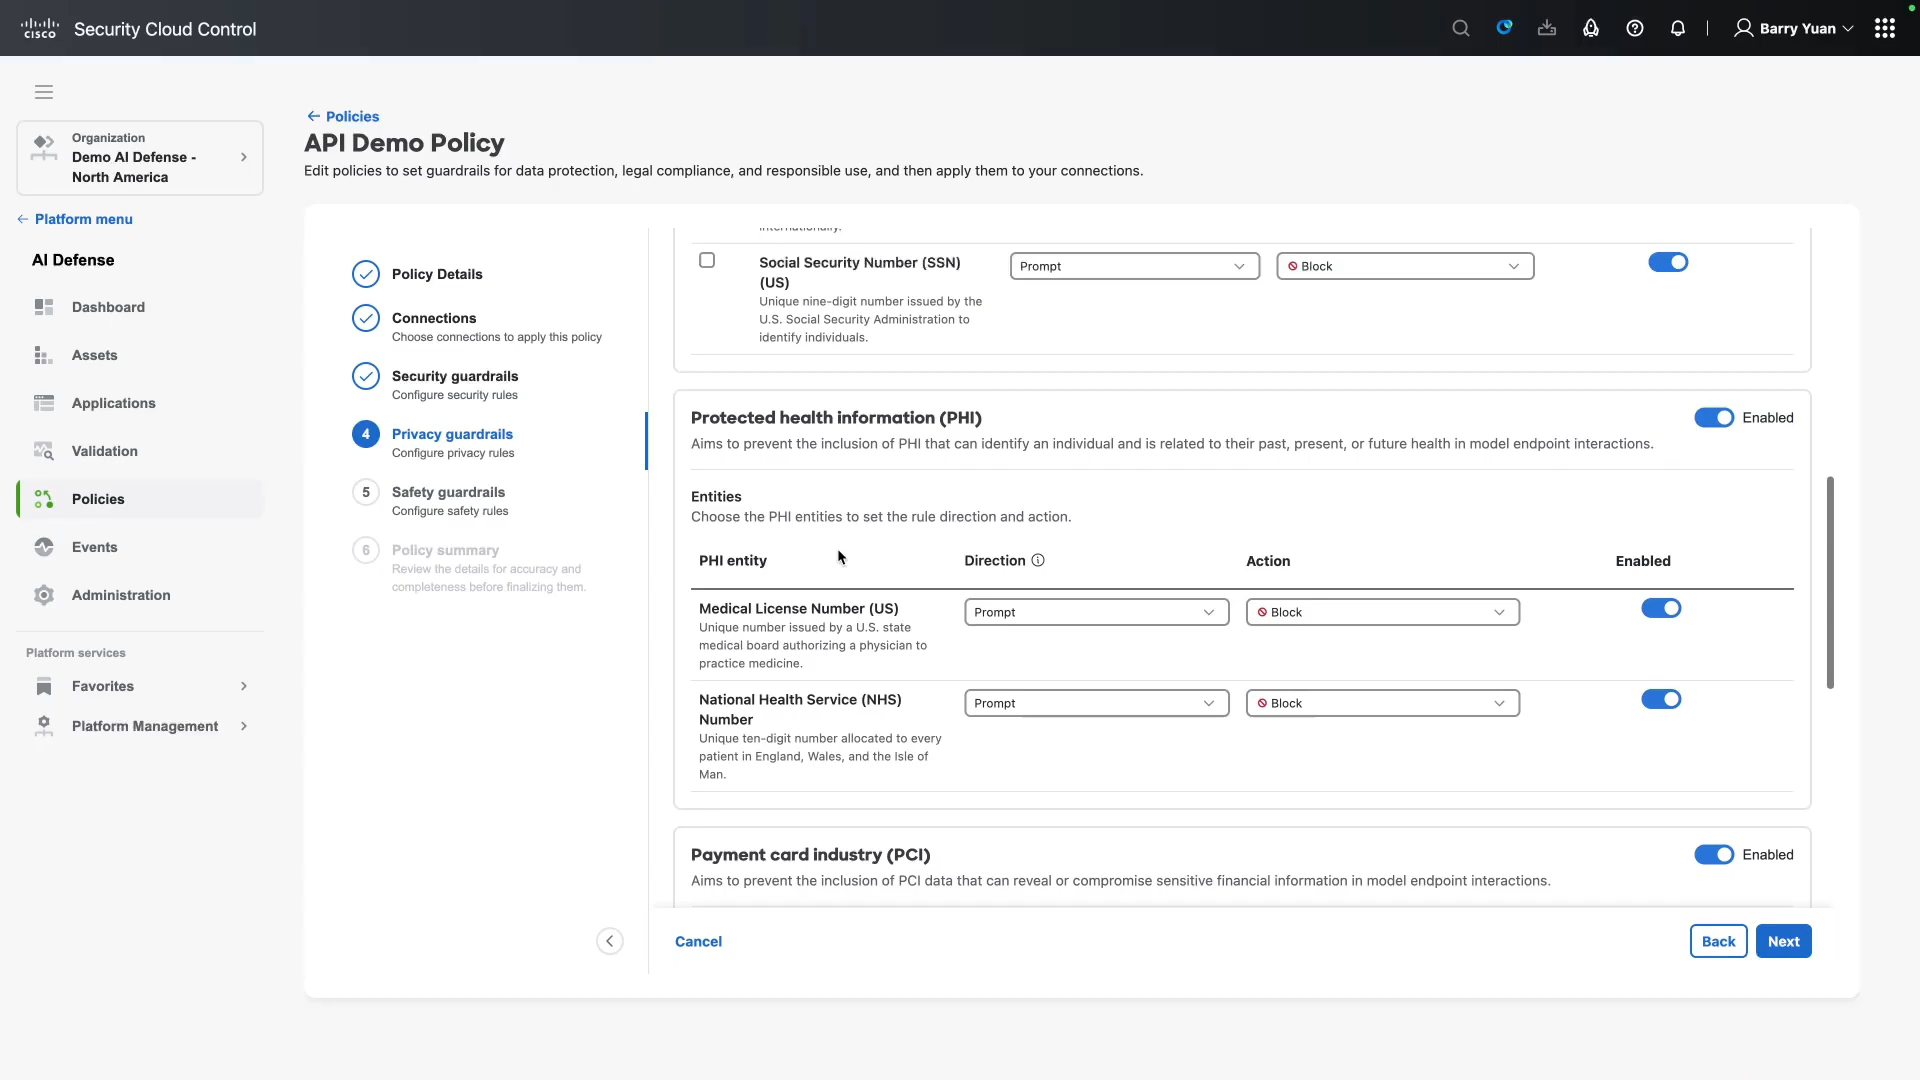 CISCO
Security Cloud Control
Barry Yuan
Organization
Demo AI Defense -
North America
Platform menu
AI Defense
Dashboard
Assets
Applications
Validation
Policies
Events
Administration
Platform services
Favorites
Platform Management
Policies
API Demo Policy
Edit policies to set guardrails for data protection, legal compliance, and responsible use, and then apply them to your connections.
Policy Details
Connections
Choose connections to apply this policy
Security guardrails
Configure security rules
4
Privacy guardrails
Configure privacy rules
5
Safety guardrails
Configure safety rules
6
Policy summary
Review the details for accuracy and
completeness before finalizing them.
internationally.
Social Security Number (SSN)
(US)
Unique nine-digit number issued by the
U.S. Social Security Administration to
identify individuals.
Prompt
Block
Protected health information (PHI)
Enabled
Aims to prevent the inclusion of PHI that can identify an individual and is related to their past, present, or future health in model endpoint interactions.
Entities
Choose the PHI entities to set the rule direction and action.
PHI entity
Direction
Action
Enabled
Medical License Number (US)
Unique number issued by a U.S. state
medical board authorizing a physician to
practice medicine.
Prompt
Block
National Health Service (NHS)
Number
Unique ten-digit number allocated to every
patient in England, Wales, and the Isle of
Man.
Prompt
Block
Payment card industry (PCI)
Enabled
Aims to prevent the inclusion of PCI data that can reveal or compromise sensitive financial information in model endpoint interactions.
Cancel
Back
Next